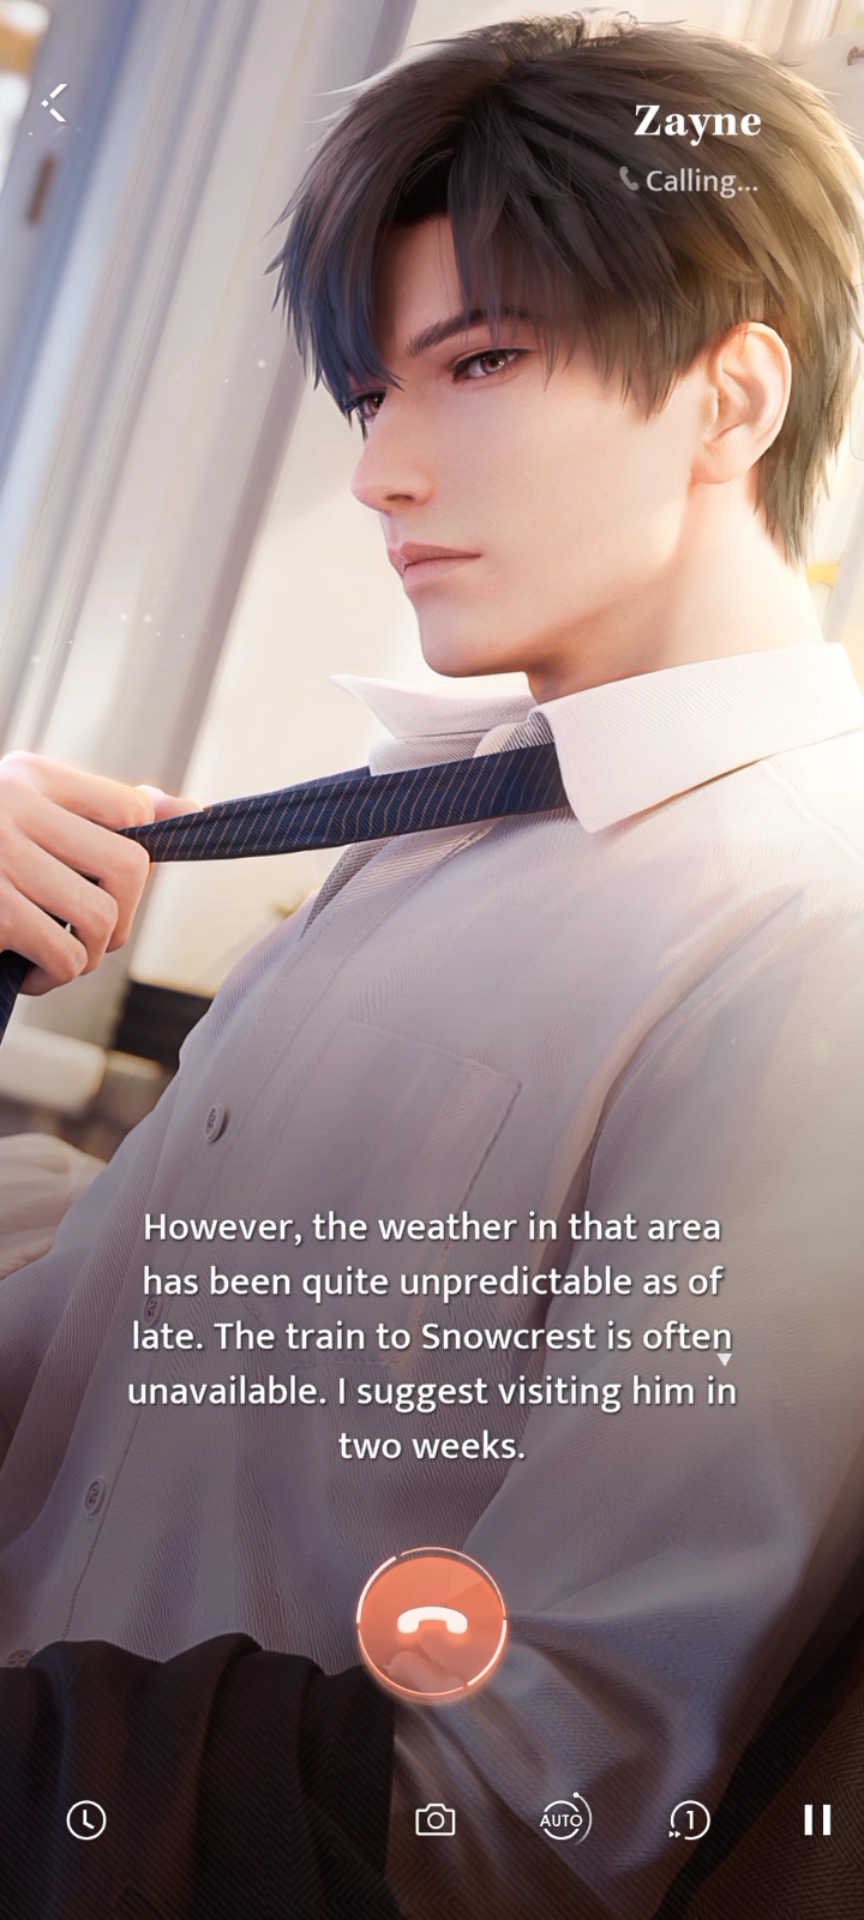 Zayne
Calling...
However, the weather in that area
has been quite unpredictable as of
late. The train to Snowcrest is often
unavailable. I suggest visiting him in
two weeks.
AUTO
1